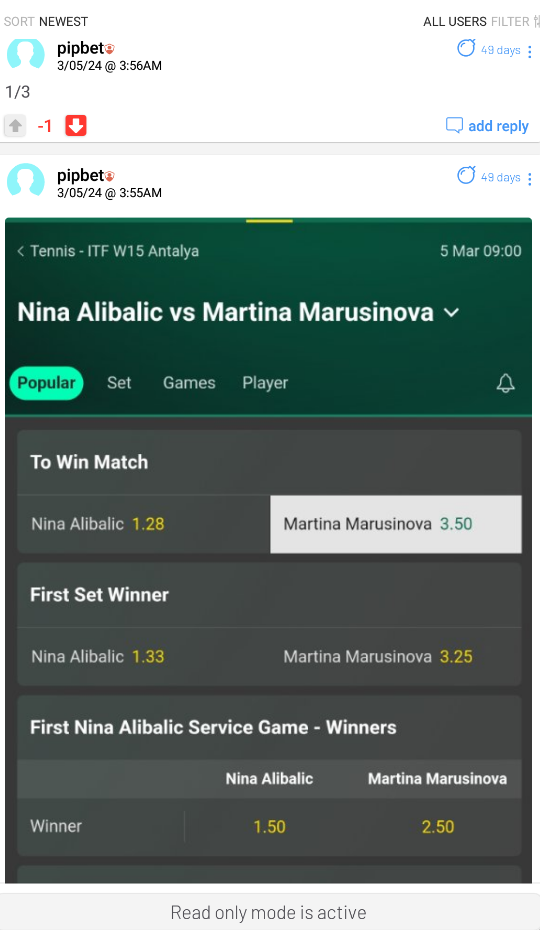 SORT NEWEST ALL USERS FILTER
pipbet 49 days
3/05/24 @ 3:56AM
1/3
-1 add reply
pipbet 49 days
3/05/24 @ 3:55AM
Tennis - ITF W15 Antalya 5 Mar 09:00
Nina Alibalic vs Martina Marusinova
Popular Set Games Player
To Win Match
Nina Alibalic 1.28 Martina Marusinova 3.50
First Set Winner
Nina Alibalic 1.33 Martina Marusinova 3.25
First Nina Alibalic Service Game - Winners
Nina Alibalic Martina Marusinova
Winner 1.50 2.50
Read only mode is active